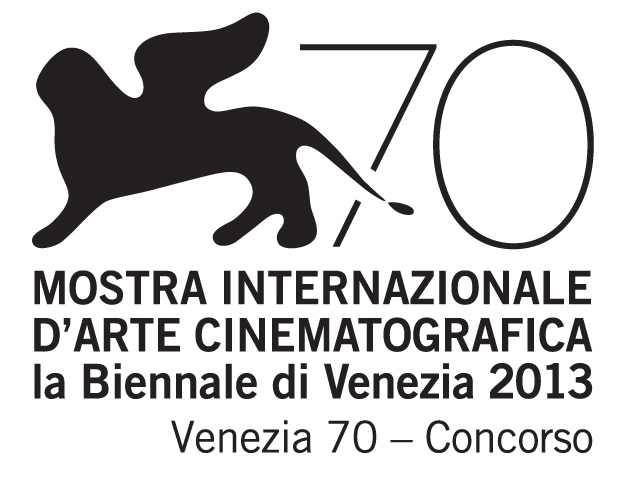 70
MOSTRA INTERNAZIONALE
D’ARTE CINEMATOGRAFICA
la Biennale di Venezia 2013
Venezia 70 – Concorso